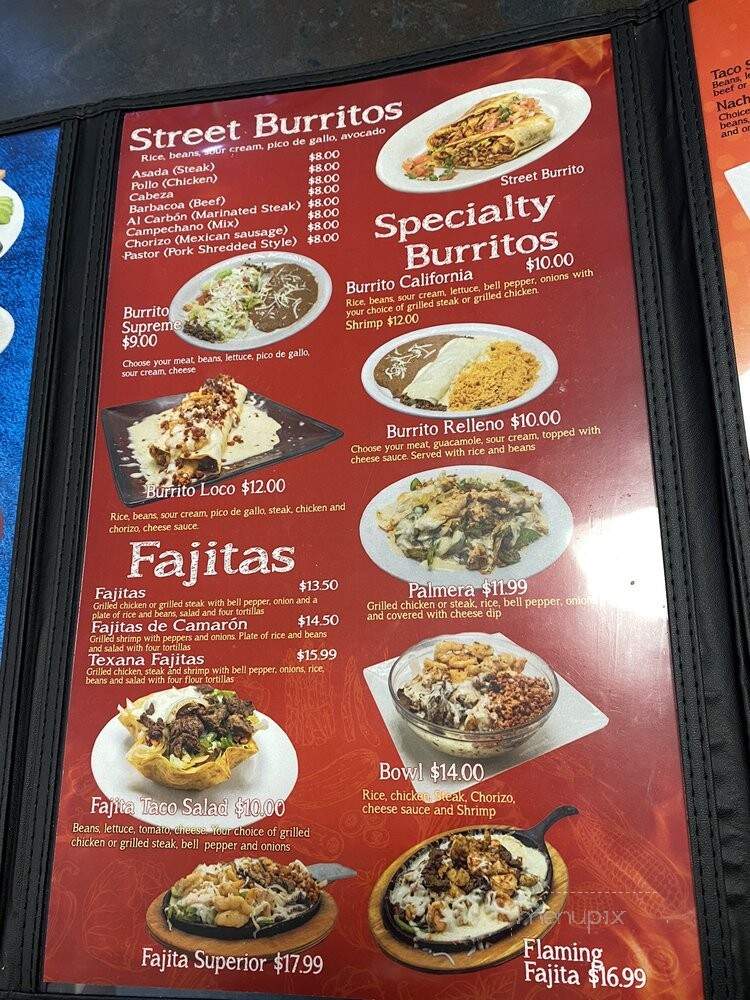 Street Burritos
Rice, beans, sour cream, pico de gallo, avocado
Asada (Steak) $8.00
Pollo (Chicken) $8.00
Cabeza $8.00
Barbacoa (Beef) $8.00
Al Carbón (Marinated Steak) $8.00
Campechano (Mix) $8.00
Chorizo (Mexican sausage) $8.00
Pastor (Pork Shredded Style) $8.00
Street Burrito
Burrito
Supreme
$9.00
Choose your meat, beans, lettuce, pico de gallo,
sour cream, cheese
Burrito Loco $12.00
Rice, beans, sour cream, pico de gallo, steak, chicken and
chorizo, cheese sauce.
Specialty
Burritos
Burrito California $10.00
Rice, beans, sour cream, lettuce, bell pepper, onions with
your choice of grilled steak or grilled chicken.
Shrimp $12.00
Burrito Relleno $10.00
Choose your meat, guacamole, sour cream, topped with
cheese sauce. Served with rice and beans
Palmera $11.99
Grilled chicken or steak, rice, bell pepper,
and covered with cheese dip
Bowl $14.00
Rice, chicken, Steak, Chorizo,
cheese sauce and Shrimp
Fajitas
Fajitas $13.50
Grilled chicken or grilled steak with bell pepper, onion and a
plate of rice and beans, salad and four tortillas
Fajitas de Camarón $14.50
Grilled shrimp with peppers and onions. Plate of rice and beans
and salad with four tortillas
Texana Fajitas $15.99
Grilled chicken, steak and shrimp with bell pepper, onions, rice,
beans and salad with four flour tortillas
Fajita Taco Salad $10.00
Beans, lettuce, tomato, cheese. Your choice of grilled
chicken or grilled steak, bell pepper and onions
Fajita Superior $17.99
Flaming
Fajita $16.99
menupix
Taco
Beans,
beef or
Nach
Choice
beans,
and